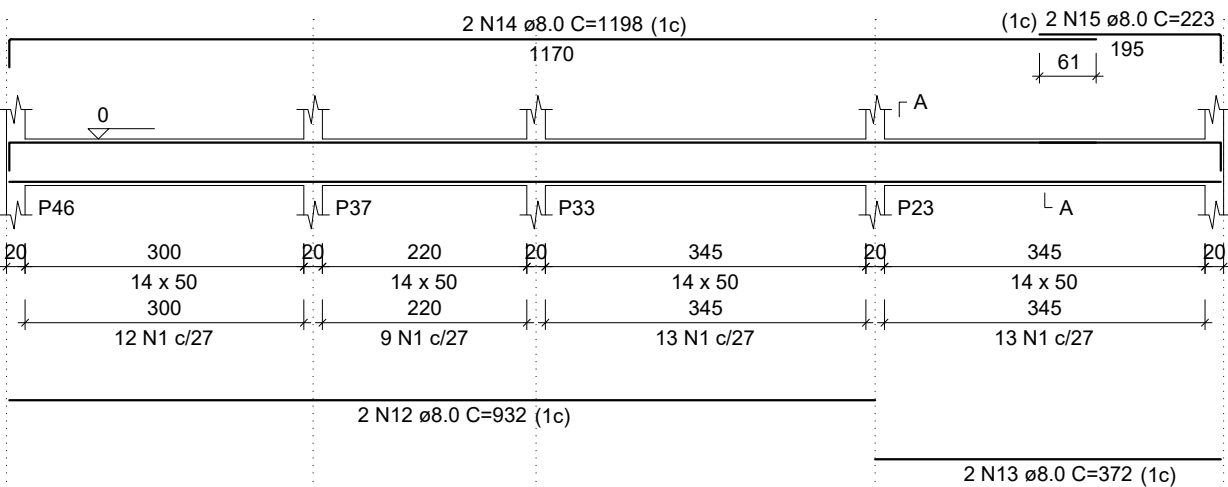 2 N14 ø8.0 C=1198 (1c)
(1c) 2 N15 ø8.0 C=223
1170
195
61
0
A
P46
P37
P33
P23
A
20 300 20 220 20 345 20 345 20
14 x 50 14 x 50 14 x 50 14 x 50
300 220 345 345
12 N1 c/27 9 N1 c/27 13 N1 c/27 13 N1 c/27
2 N12 ø8.0 C=932 (1c)
2 N13 ø8.0 C=372 (1c)